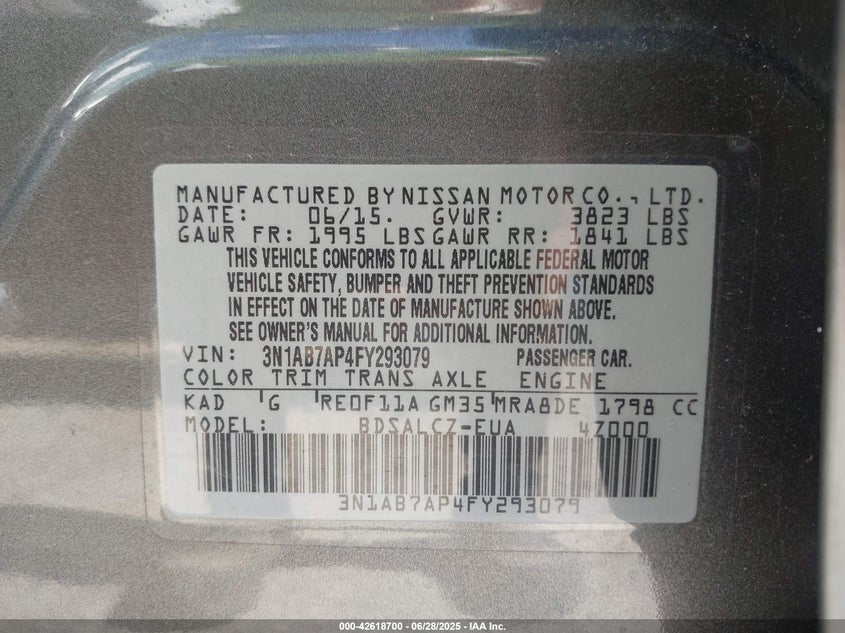 MANUFACTURED BY NISSAN MOTOR CO., LTD.
DATE: 06/15. GVWR: 3823 LBS
GAWR FR: 1995 LBS GAWR RR: 1841 LBS
THIS VEHICLE CONFORMS TO ALL APPLICABLE FEDERAL MOTOR
VEHICLE SAFETY, BUMPER AND THEFT PREVENTION STANDARDS
IN EFFECT ON THE DATE OF MANUFACTURE SHOWN ABOVE.
SEE OWNER'S MANUAL FOR ADDITIONAL INFORMATION.
VIN: 3N1AB7AP4FY293079 PASSENGER CAR.
COLOR TRIM TRANS AXLE ENGINE
KAD G RE0F11A GM35 MRA8DE 1798 CC
MODEL: BDSALCZ-EUA 4Z000
3N1AB7AP4FY293079
000-42618700 - 06/28/2025 - IAA Inc.